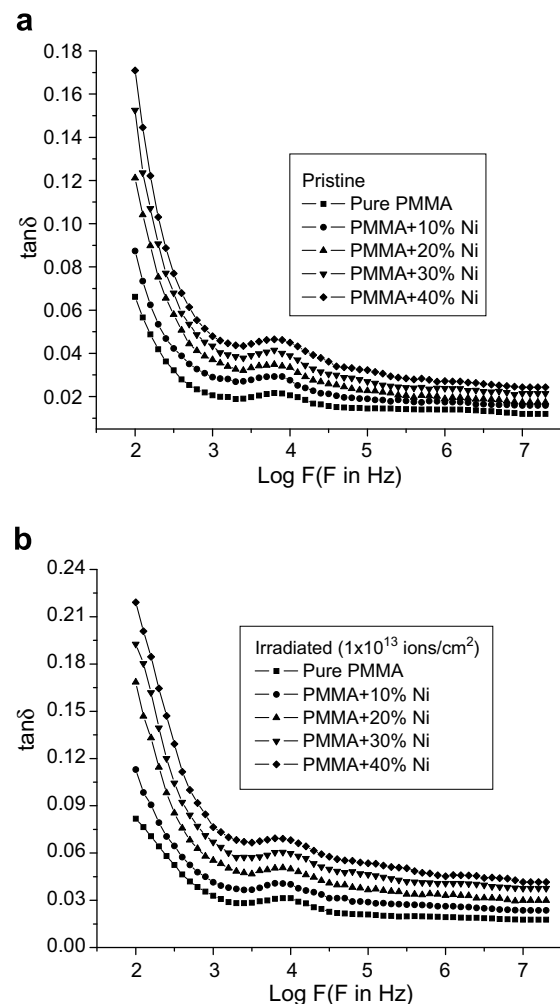 a
0.18
0.16
0.14
0.12
0.10
0.08
0.06
0.04
0.02
tanδ
Pristine
Pure PMMA
PMMA+10% Ni
PMMA+20% Ni
PMMA+30% Ni
PMMA+40% Ni
2 3 4 5 6 7
Log F(F in Hz)
b
0.24
0.21
0.18
0.15
0.12
0.09
0.06
0.03
0.00
tanδ
Irradiated (1x10¹³ ions/cm²)
Pure PMMA
PMMA+10% Ni
PMMA+20% Ni
PMMA+30% Ni
PMMA+40% Ni
2 3 4 5 6 7
Log F(F in Hz)